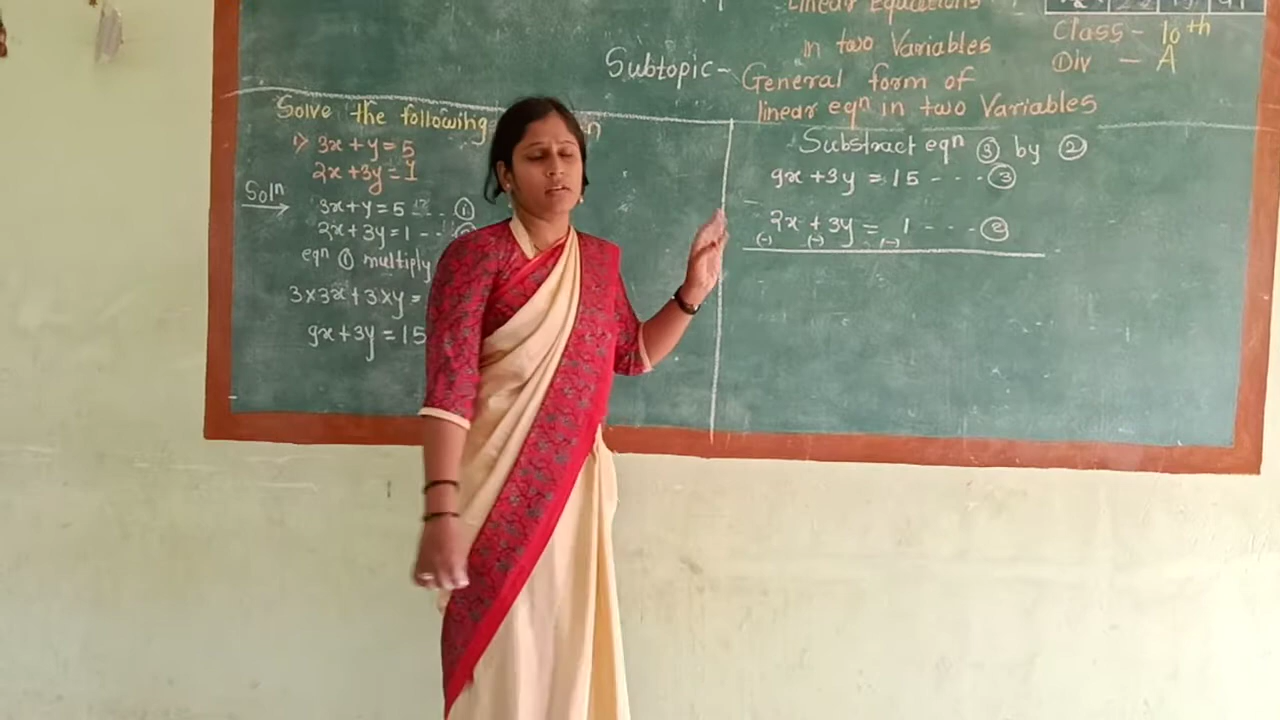 Linear Equations
in two Variables
Class - 10th
Div - A
Subtopic - General form of
linear eqn in two Variables
Solve the following
1) 3x + y = 5
2x + 3y = 1
Soln
3x + y = 5 .... ①
2x + 3y = 1 --
eqn ① multiply
3×3x + 3×y =
9x + 3y = 15
Substract eqn ③ by ②
9x + 3y = 15 - - - ③
2x + 3y = 1 - - - ②
(-) (-) (-)